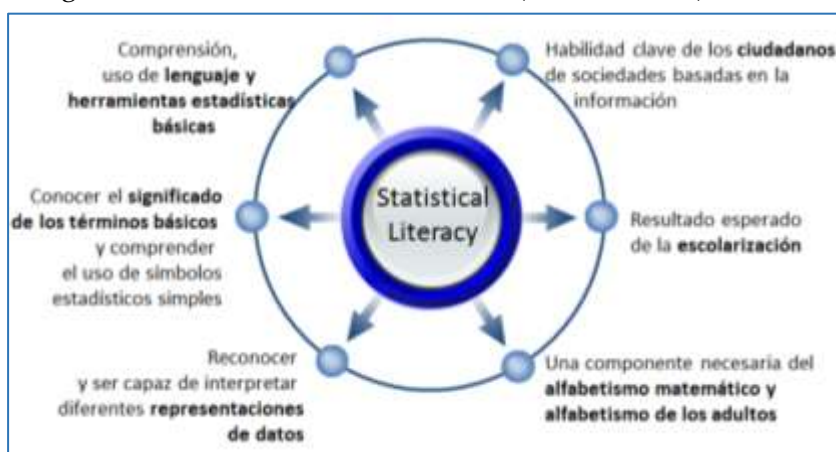 Comprensión,
uso de lenguaje y
herramientas estadísticas
básicas
Habilidad clave de los ciudadanos
de sociedades basadas en la
información
Conocer el significado
de los términos básicos
y comprender
el uso de símbolos
estadísticos simples
Statistical
Literacy
Resultado esperado
de la escolarización
Reconocer
y ser capaz de interpretar
diferentes representaciones
de datos
Una componente necesaria del
alfabetismo matemático y
alfabetismo de los adultos